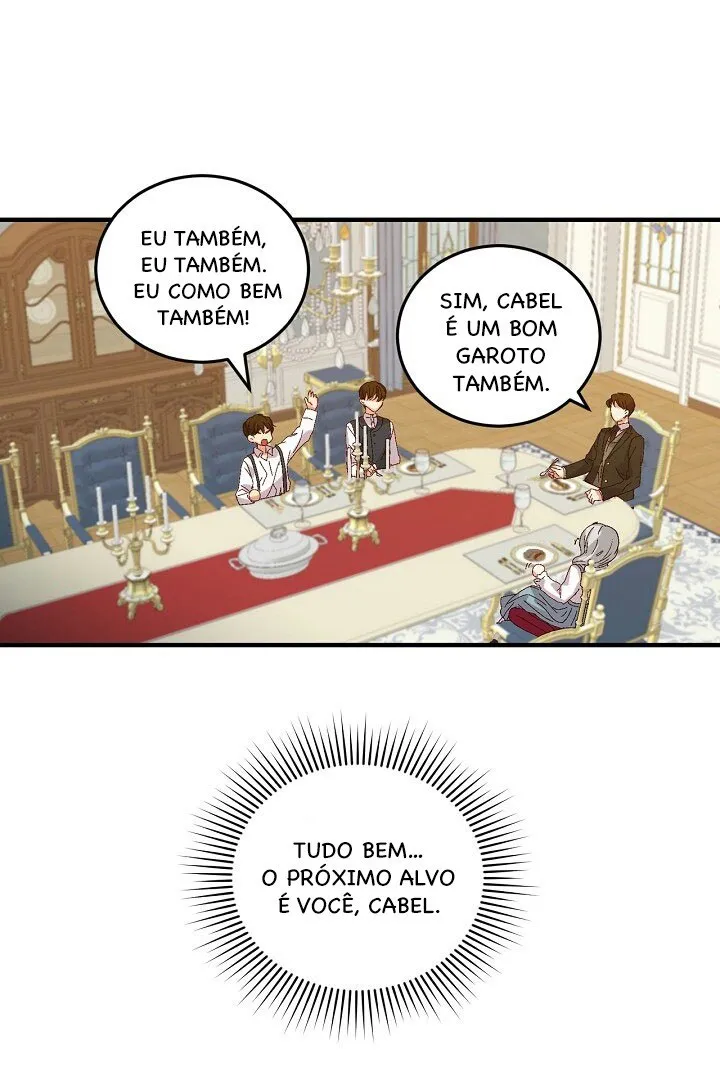 EU TAMBÉM,
EU TAMBÉM.
EU COMO BEM
TAMBÉM!
SIM, CABEL
É UM BOM
GAROTO
TAMBÉM.
TUDO BEM...
O PRÓXIMO ALVO
É VOCÊ, CABEL.